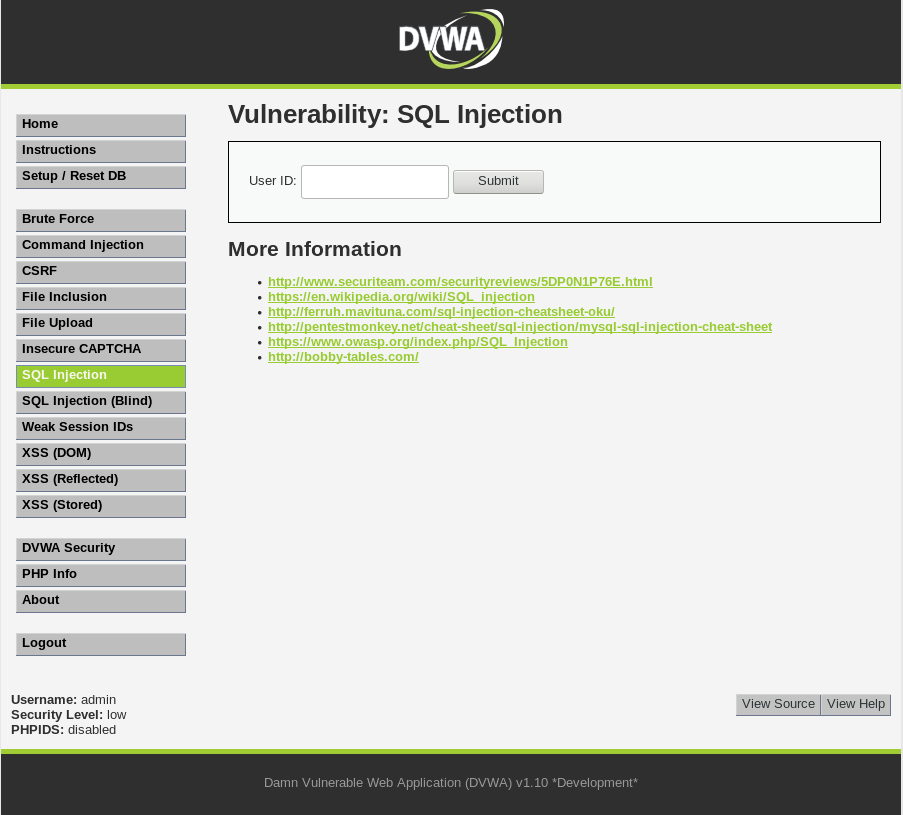 DVWA
Vulnerability: SQL Injection
Home
Instructions
Setup / Reset DB
Brute Force
Command Injection
CSRF
File Inclusion
File Upload
Insecure CAPTCHA
SQL Injection
SQL Injection (Blind)
Weak Session IDs
XSS (DOM)
XSS (Reflected)
XSS (Stored)
DVWA Security
PHP Info
About
Logout
User ID:
Submit
More Information
• http://www.securiteam.com/securityreviews/5DP0N1P76E.html
• https://en.wikipedia.org/wiki/SQL_injection
• http://ferruh.mavituna.com/sql-injection-cheatsheet-oku/
• http://pentestmonkey.net/cheat-sheet/sql-injection/mysql-sql-injection-cheat-sheet
• https://www.owasp.org/index.php/SQL_Injection
• http://bobby-tables.com/
Username: admin
Security Level: low
PHPIDS: disabled
View Source View Help
Damn Vulnerable Web Application (DVWA) v1.10 *Development*